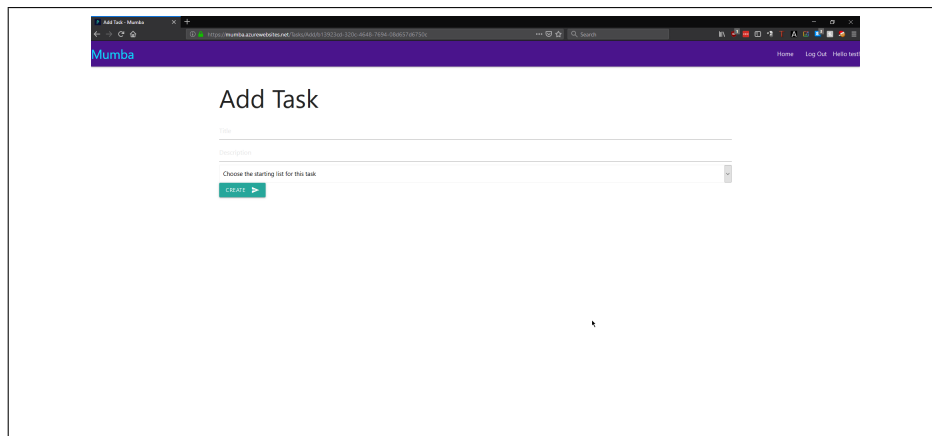 Add Task - Mumba
Search
Mumba
Home Log Out Hello test!
Add Task
Title
Description
Choose the starting list for this task
CREATE